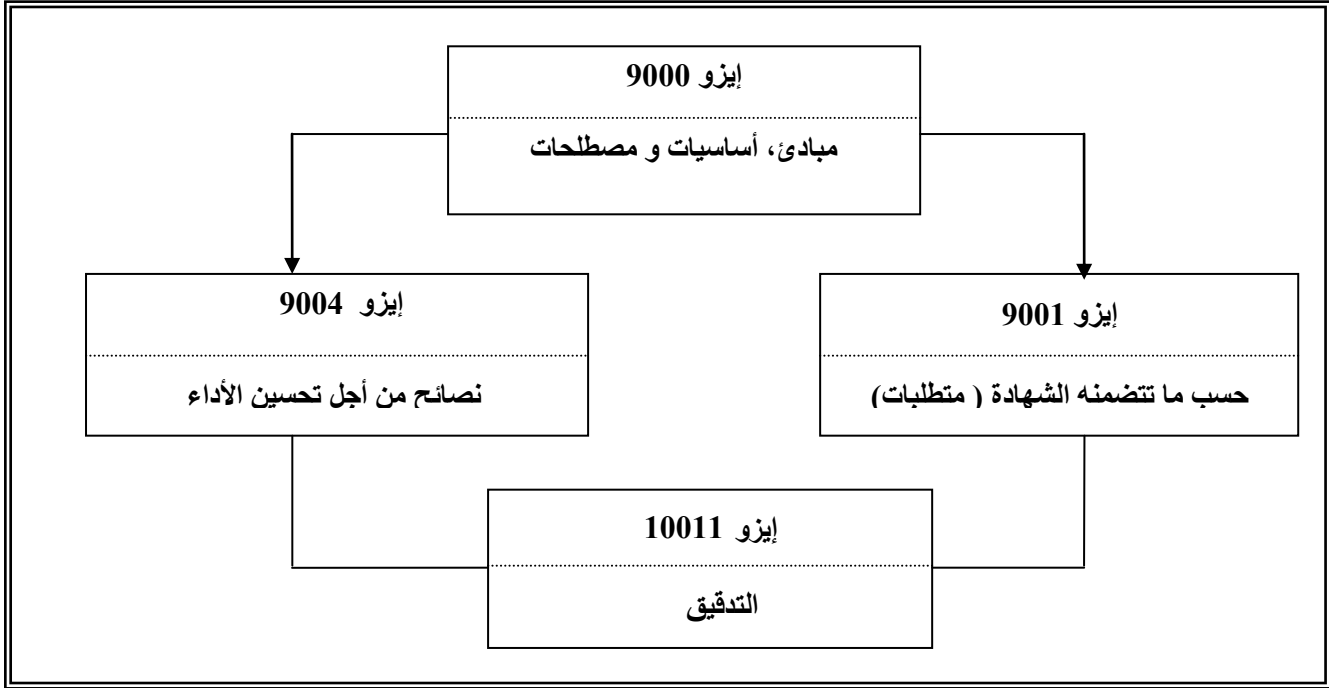 إيزو 9000
مبادئ، أساسيات و مصطلحات
إيزو 9001
حسب ما تتضمنه الشهادة ( متطلبات)
إيزو 9004
نصائح من أجل تحسين الأداء
إيزو 10011
التدقيق